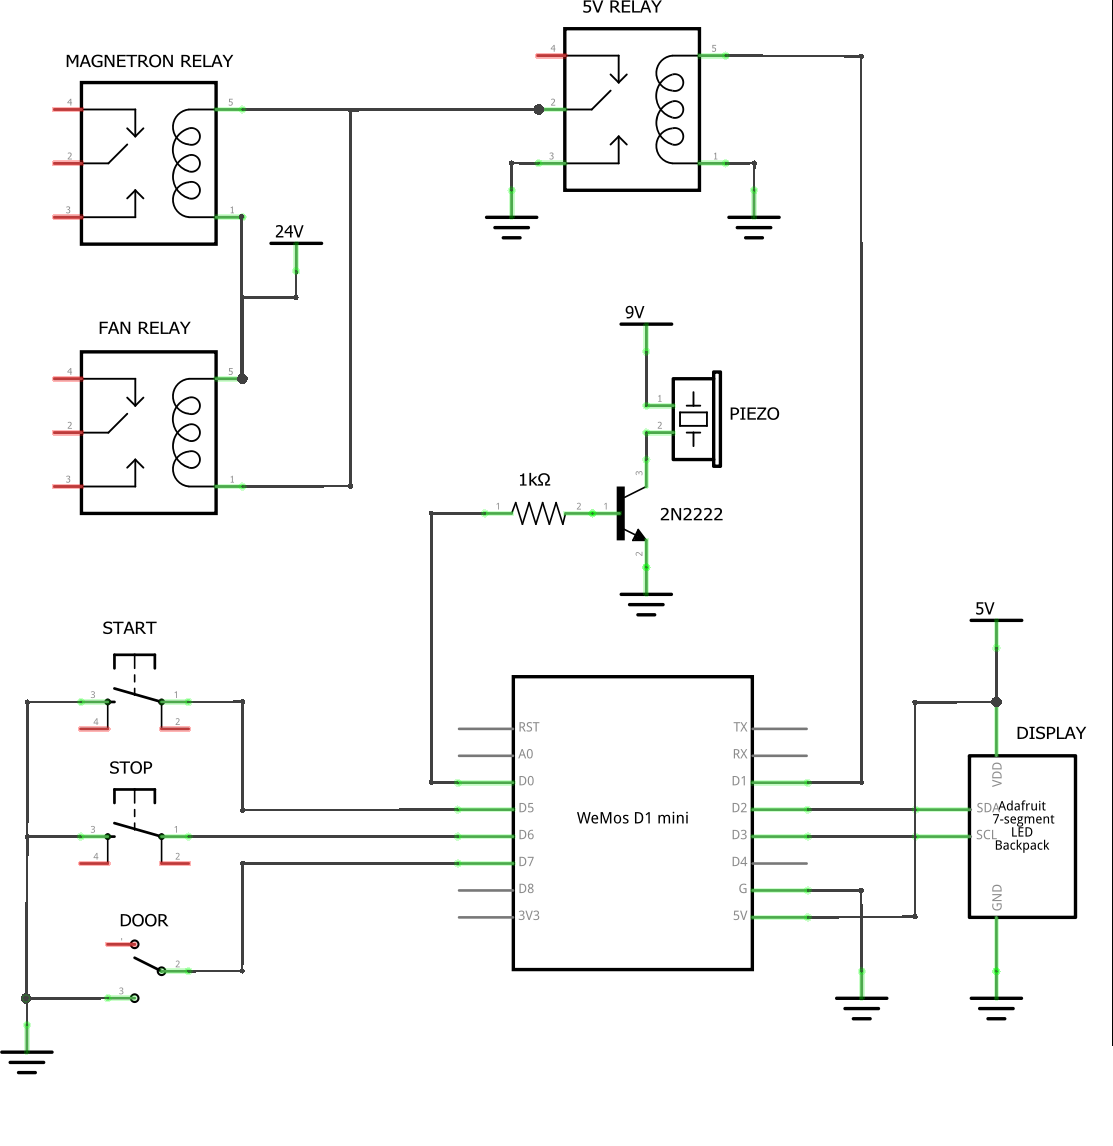 5V RELAY
4
5
2
3
1
MAGNETRON RELAY
4
5
2
3
1
24V
FAN RELAY
4
5
2
3
1
9V
1
2
PIEZO
3
1kΩ
1
2
1
2N2222
2
START
3
1
4
2
STOP
3
1
4
2
DOOR
2
3
5V
DISPLAY
VDD
SDA
SCL
GND
Adafruit
7-segment
LED
Backpack
WeMos D1 mini
RST
A0
D0
D5
D6
D7
D8
3V3
TX
RX
D1
D2
D3
D4
G
5V